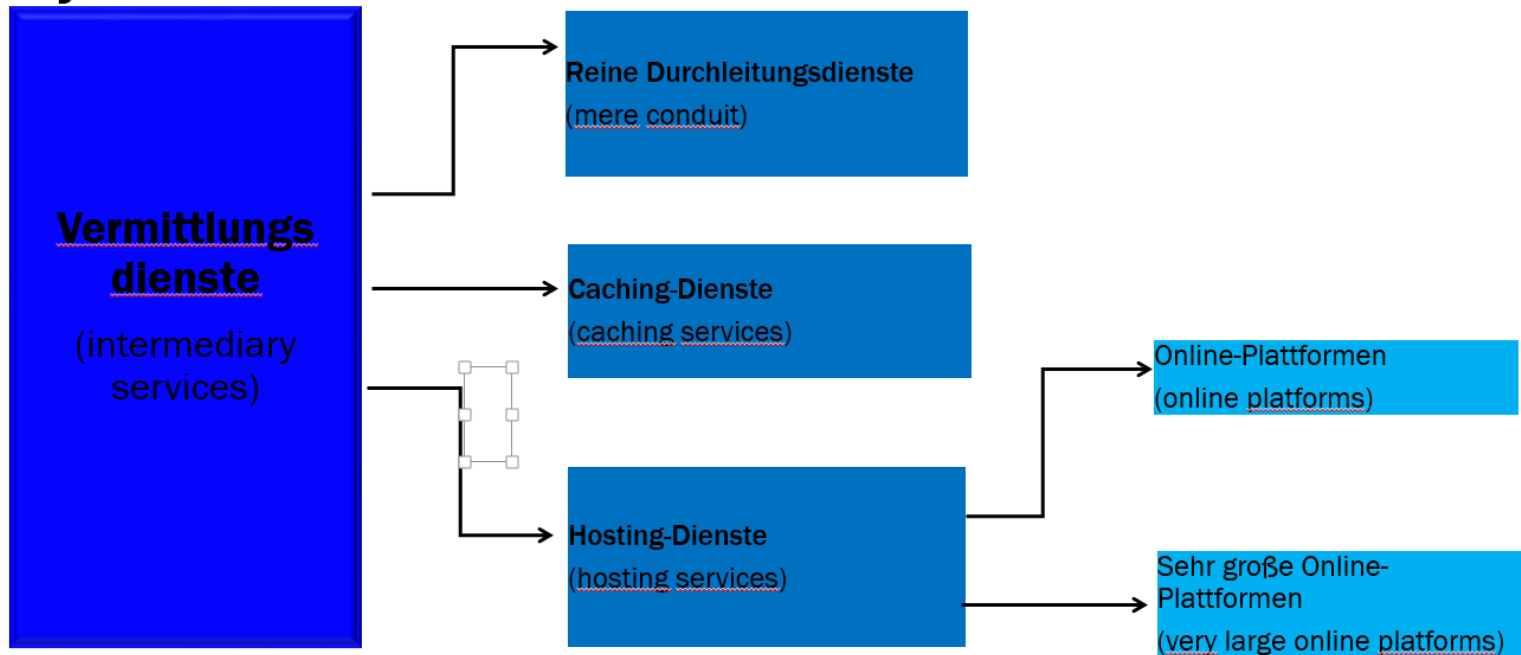 Vermittlungs
dienste
(intermediary
services)
Reine Durchleitungsdienste
(mere conduit)
Caching-Dienste
(caching services)
Hosting-Dienste
(hosting services)
Online-Plattformen
(online platforms)
Sehr große Online-
Plattformen
(very large online platforms)